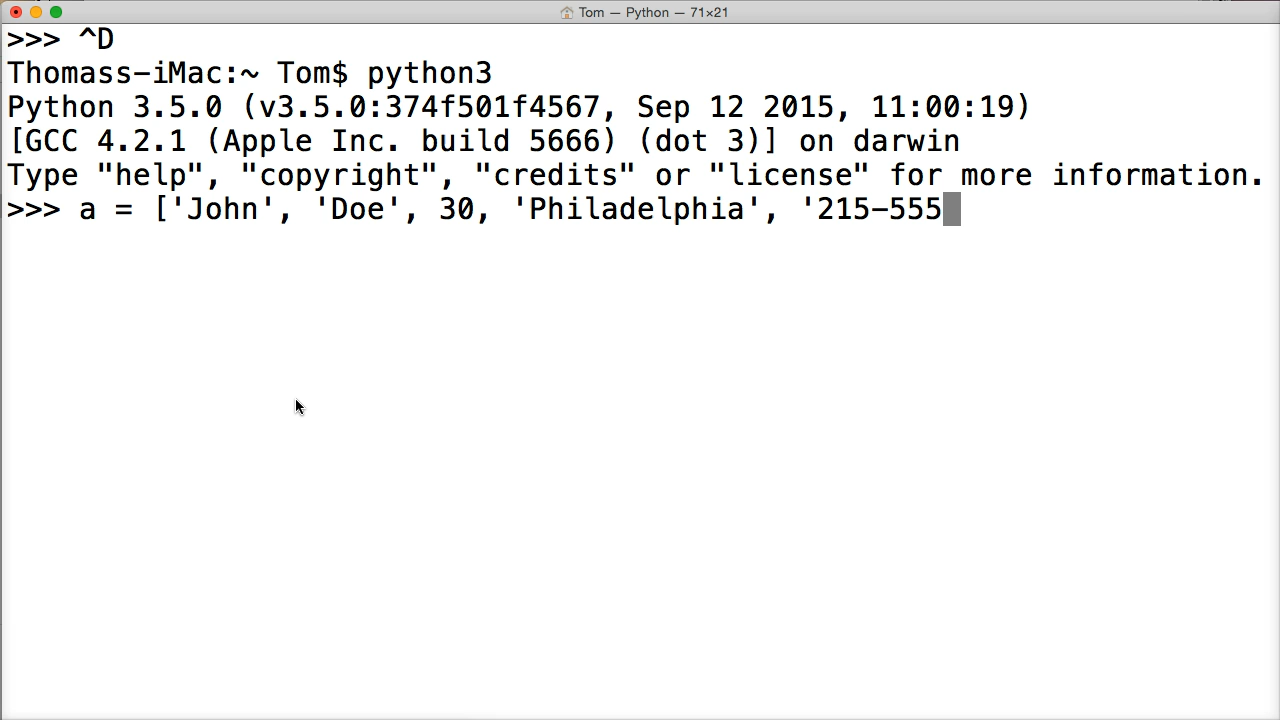 Tom — Python — 71×21
>>> ^D
Thomass-iMac:~ Tom$ python3
Python 3.5.0 (v3.5.0:374f501f4567, Sep 12 2015, 11:00:19)
[GCC 4.2.1 (Apple Inc. build 5666) (dot 3)] on darwin
Type "help", "copyright", "credits" or "license" for more information.
>>> a = ['John', 'Doe', 30, 'Philadelphia', '215-555